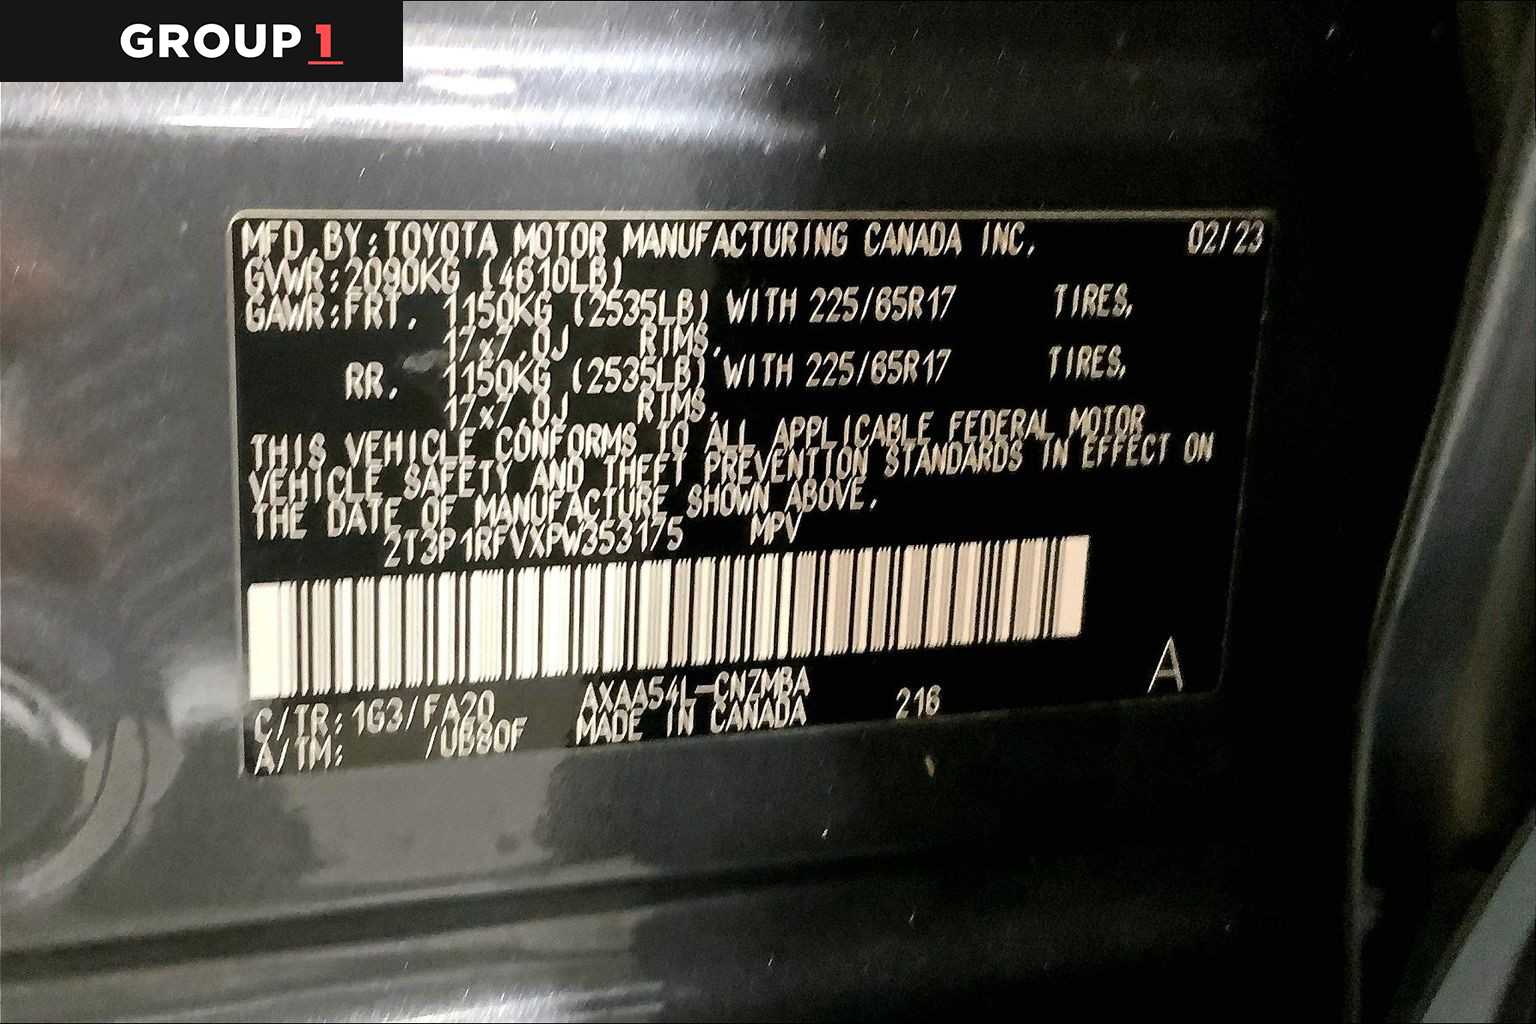 GROUP 1
MFD.BY:TOYOTA MOTOR MANUFACTURING CANADA INC. 02/23
GVWR:2090KG (4610LB)
GAWR:FRT. 1150KG (2535LB) WITH 225/65R17 TIRES,
17x7.0J RIMS.
RR. 1150KG (2535LB) WITH 225/65R17 TIRES,
17x7.0J RIMS.
THIS VEHICLE CONFORMS TO ALL APPLICABLE FEDERAL MOTOR
VEHICLE SAFETY AND THEFT PREVENTION STANDARDS IN EFFECT ON
THE DATE OF MANUFACTURE SHOWN ABOVE.
2T3P1RFVXPW353175 MPV
C/TR:1G3/FA20 AXAA54L-CNZMBA 216 A
A/TM: /UB80F MADE IN CANADA